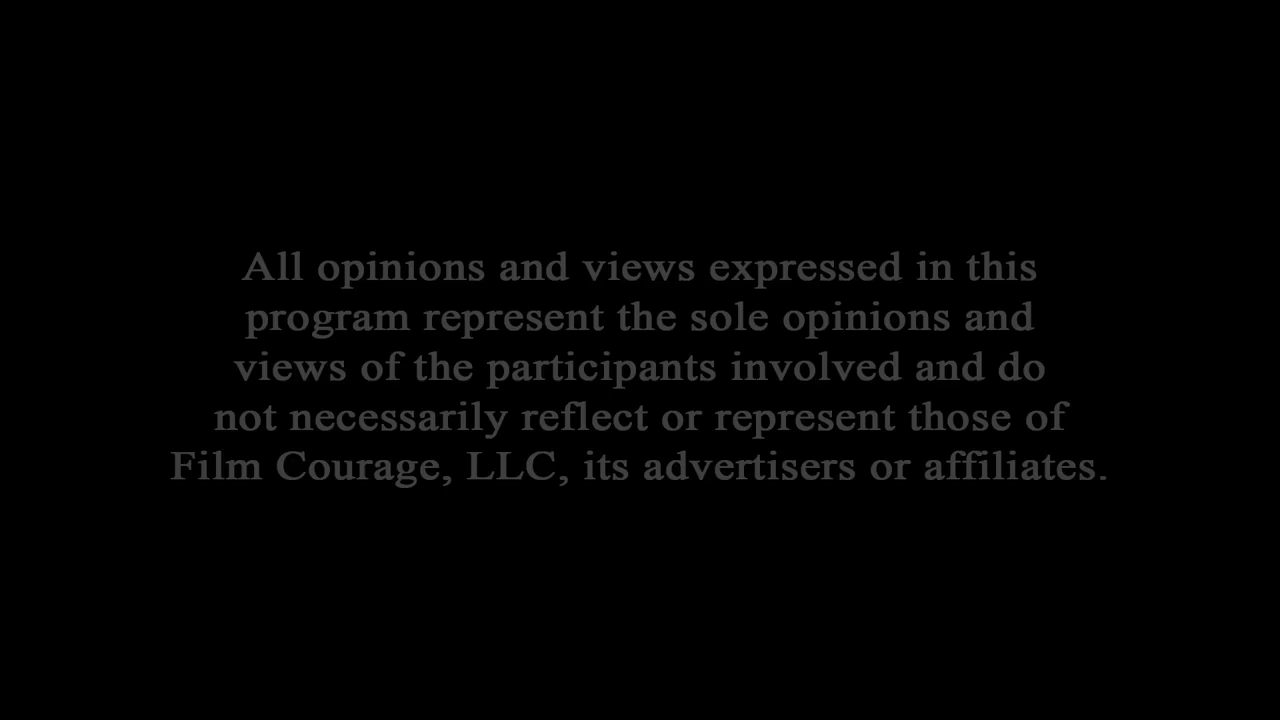 All opinions and views expressed in this
program represent the sole opinions and
views of the participants involved and do
not necessarily reflect or represent those of
Film Courage, LLC, its advertisers or affiliates.